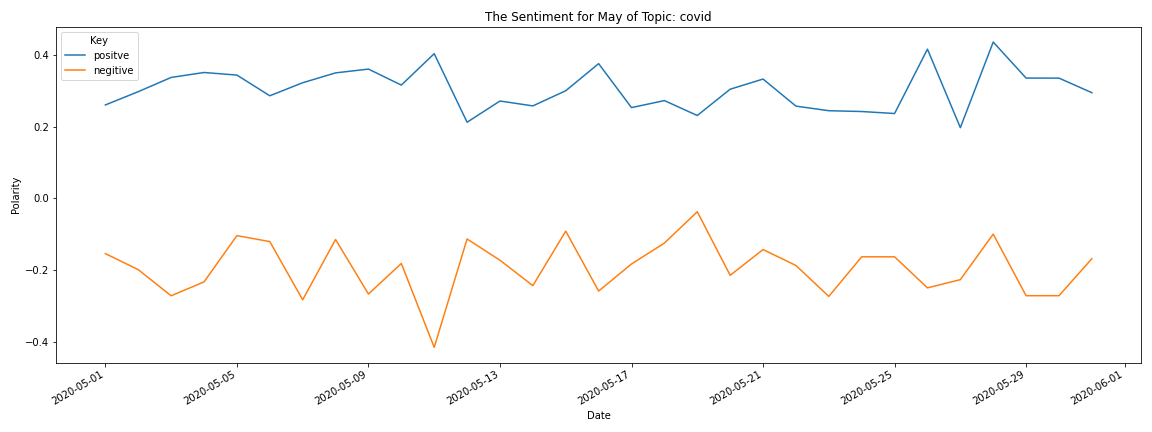 The Sentiment for May of Topic: covid
Key
positve
negitive
0.4
0.2
0.0
−0.2
−0.4
Polarity
2020-05-01
2020-05-05
2020-05-09
2020-05-13
2020-05-17
2020-05-21
2020-05-25
2020-05-29
2020-06-01
Date